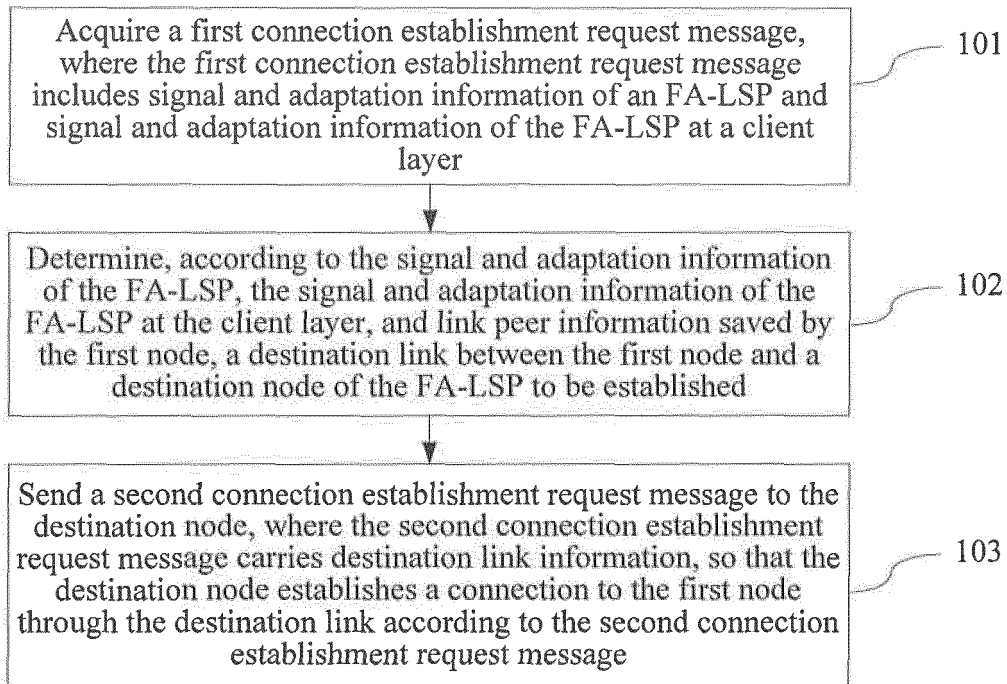 Acquire a first connection establishment request message,
where the first connection establishment request message
includes signal and adaptation information of an FA-LSP and
signal and adaptation information of the FA-LSP at a client
layer
101
Determine, according to the signal and adaptation information
of the FA-LSP, the signal and adaptation information of the
FA-LSP at the client layer, and link peer information saved by
the first node, a destination link between the first node and a
destination node of the FA-LSP to be established
102
Send a second connection establishment request message to the
destination node, where the second connection establishment
request message carries destination link information, so that the
destination node establishes a connection to the first node
through the destination link according to the second connection
establishment request message
103